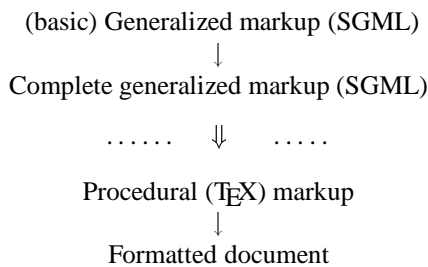 (basic) Generalized markup (SGML)
↓
Complete generalized markup (SGML)
. . . . . . ⇓ . . . . .
Procedural (TEX) markup
↓
Formatted document